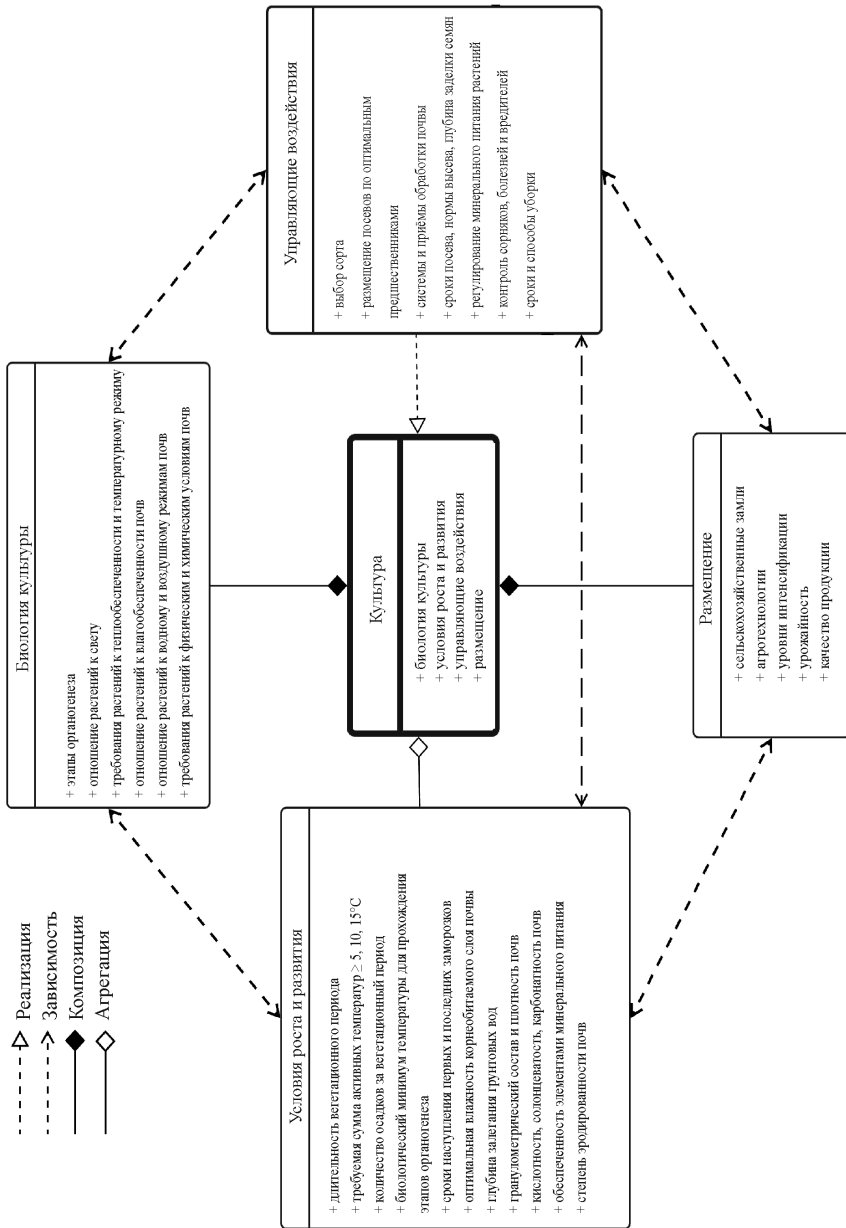 Реализация
Зависимость
Композиция
Агрегация
Биология культуры
+ этапы органогенеза
+ отношение растений к свету
+ требования растений к теплообеспеченности и температурному режиму
+ отношение растений к влагообеспеченности почв
+ отношение растений к водному и воздушному режимам почв
+ требования растений к физическим и химическим условиям почв
Условия роста и развития
+ длительность вегетационного периода
+ требуемая сумма активных температур ≥ 5, 10, 15°С
+ количество осадков за вегетационный период
+ биологический минимум температуры для прохождения
этапов органогенеза
+ сроки наступления первых и последних заморозков
+ оптимальная влажность корнеобитаемого слоя почвы
+ глубина залегания грунтовых вод
+ гранулометрический состав и плотность почв
+ кислотность, солонцеватость, карбонатность почв
+ обеспеченность элементами минерального питания
+ степень эродированности почв
Культура
+ биология культуры
+ условия роста и развития
+ управляющие воздействия
+ размещение
Управляющие воздействия
+ выбор сорта
+ размещение посевов по оптимальным
предшественниками
+ системы и приёмы обработки почвы
+ сроки посева, нормы высева, глубина заделки семян
+ регулирование минерального питания растений
+ контроль сорняков, болезней и вредителей
+ сроки и способы уборки
Размещение
+ сельскохозяйственные замли
+ агротехнологии
+ уровни интенсификации
+ урожайность
+ качество продукции